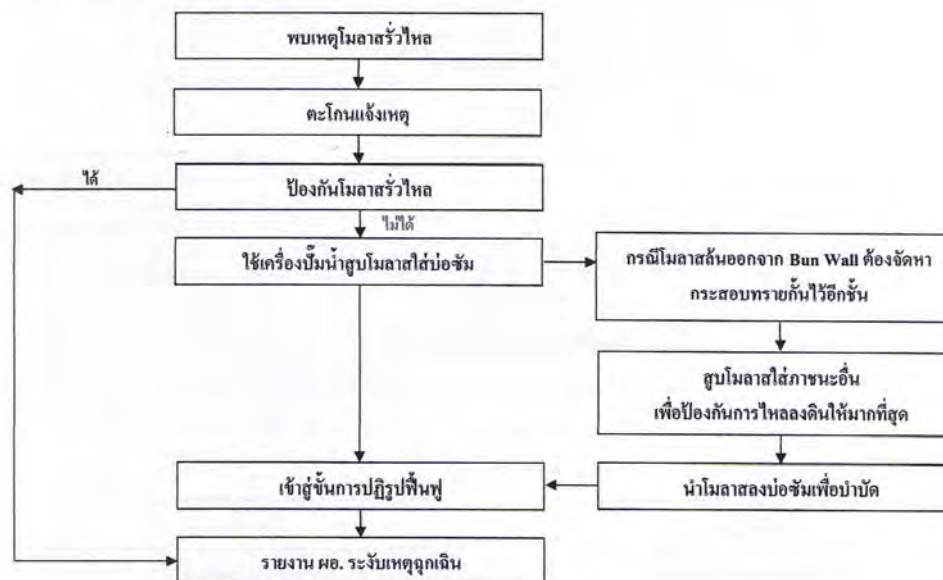 พบเหตุโมลาสรั่วไหล
ตะโกนแจ้งเหตุ
ป้องกันโมลาสรั่วไหล
ได้
ไม่ได้
ใช้เครื่องปั๊มน้ำสูบโมลาสใส่บ่อซัม
กรณีโมลาสล้นออกจาก Bun Wall ต้องจัดหา
กระสอบทรายกั้นไว้อีกชั้น
สูบโมลาสใส่ภาชนะอื่น
เพื่อป้องกันการไหลลงดินให้มากที่สุด
นำโมลาสลงบ่อซัมเพื่อบำบัด
เข้าสู่ขั้นการปฏิรูปฟื้นฟู
รายงาน ผอ. ระงับเหตุฉุกเฉิน